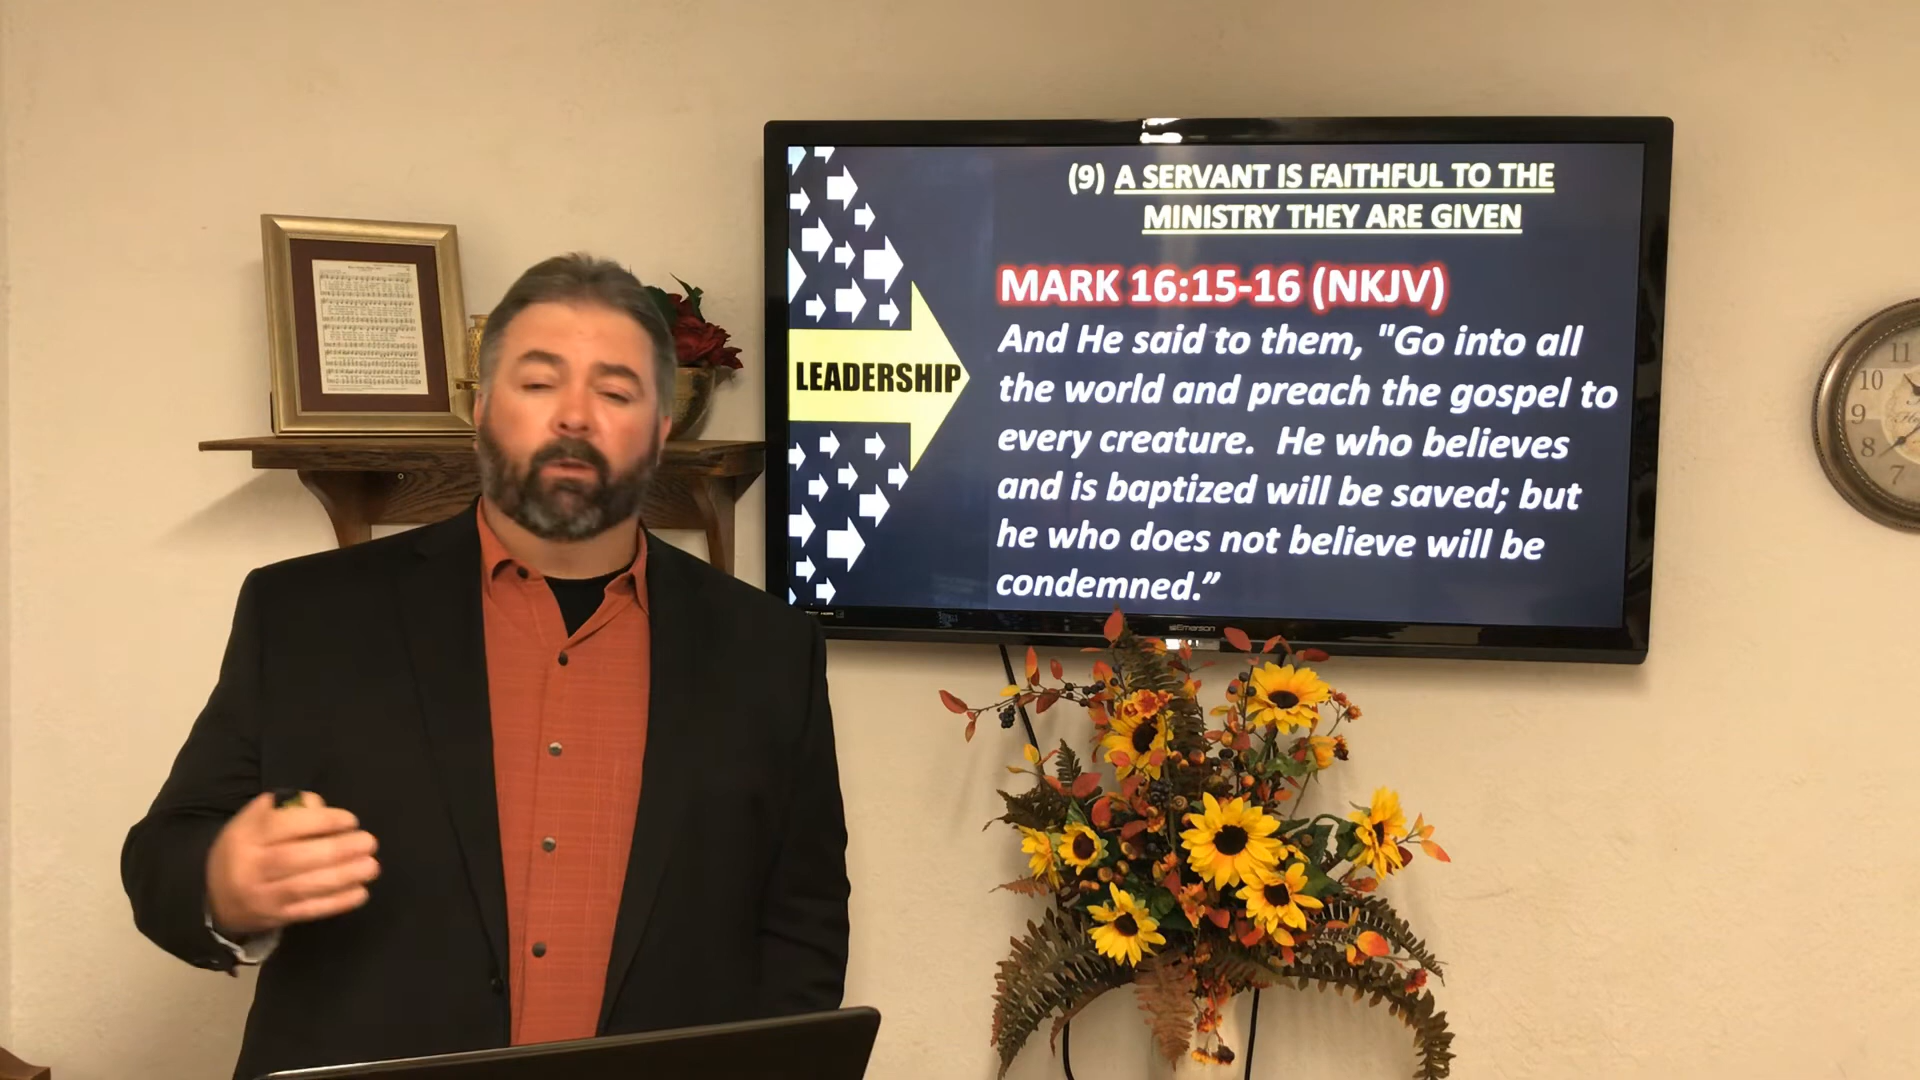 (9) A SERVANT IS FAITHFUL TO THE
MINISTRY THEY ARE GIVEN
MARK 16:15-16 (NKJV)
And He said to them, "Go into all
the world and preach the gospel to
every creature.  He who believes
and is baptized will be saved; but
he who does not believe will be
condemned.”
LEADERSHIP
Emerson
11
10
9
8
7